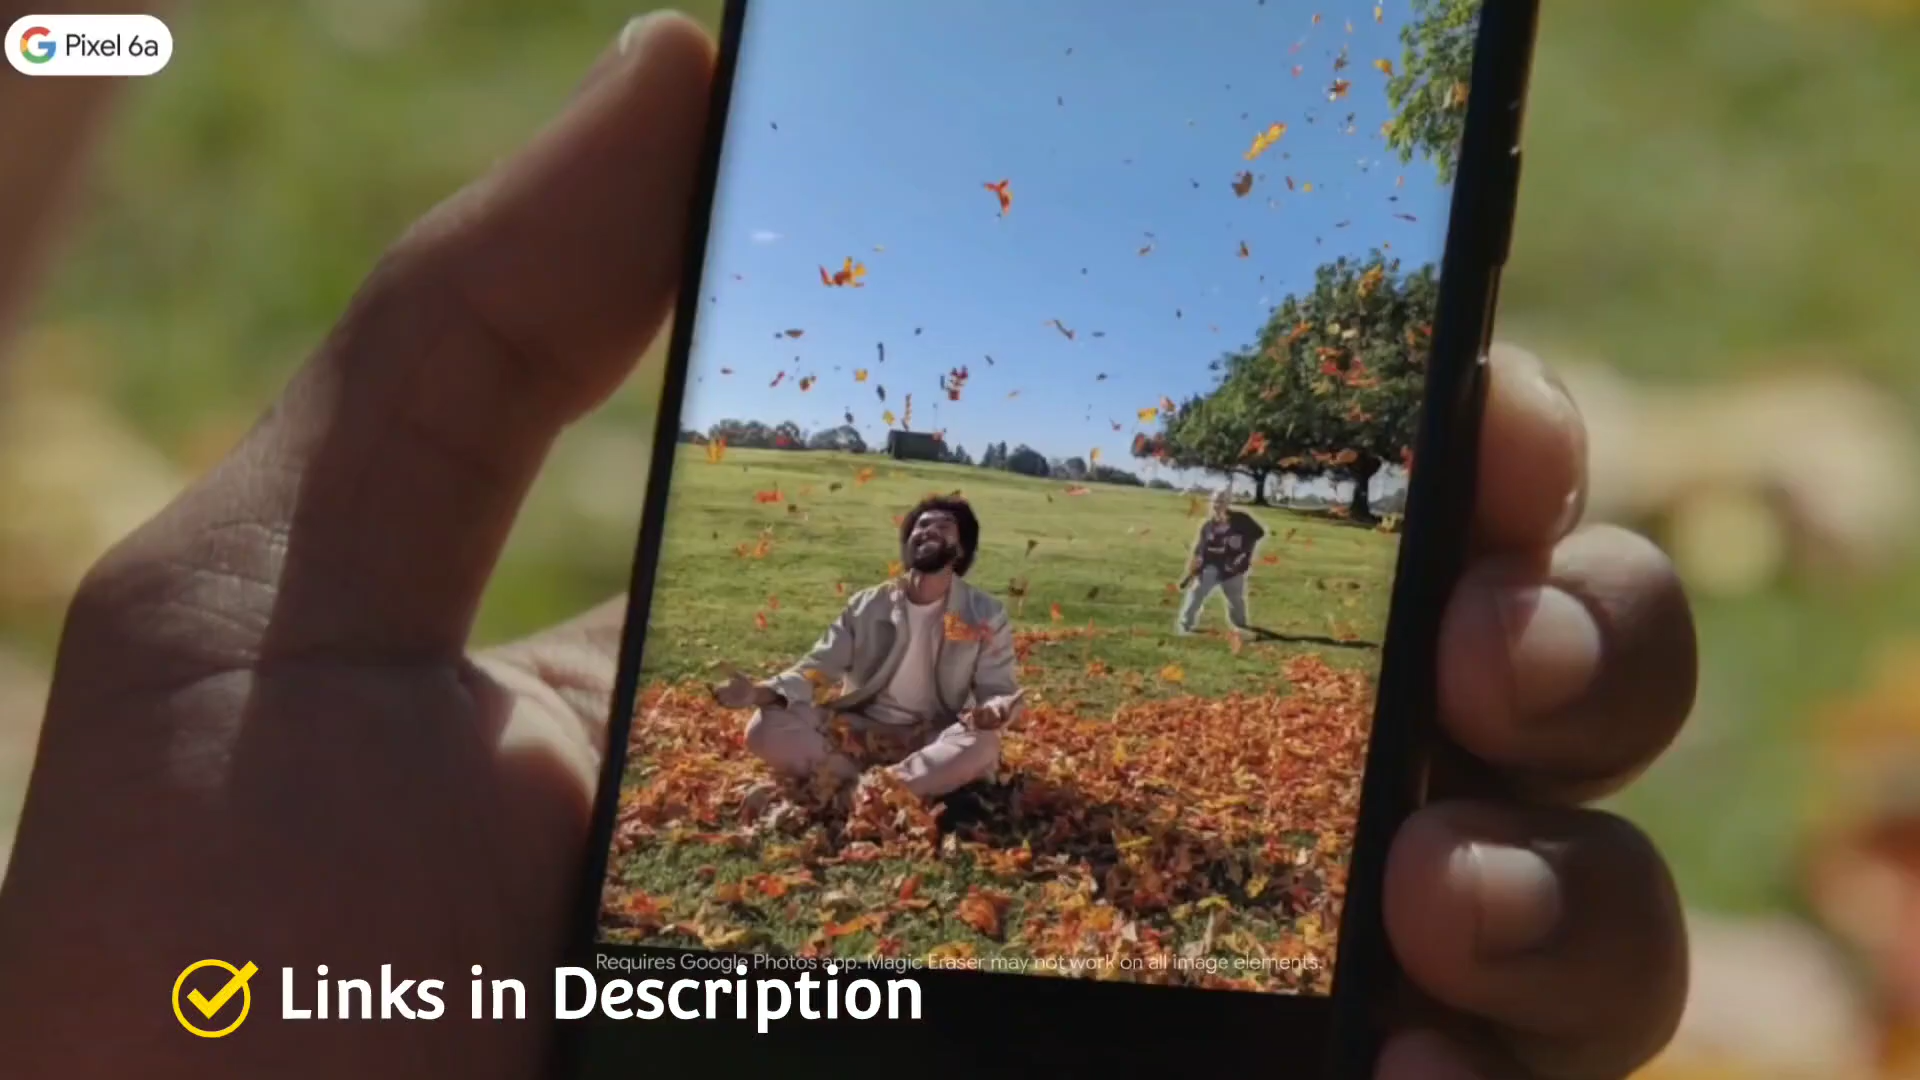 Pixel 6a
Requires Google Photos app. Magic Eraser may not work on all image elements.
Links in Description